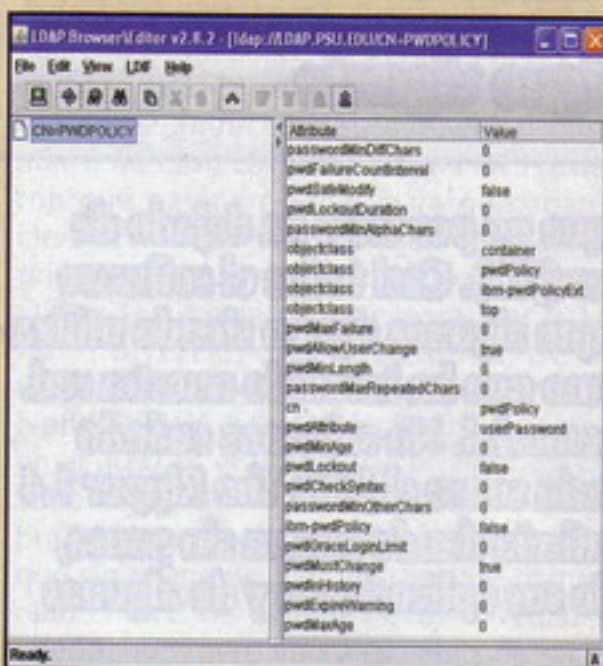 LDAP Browser\Editor v2.8.2 - [ldap://LDAP.PSU.EDU/CN=PWDPOLICY]
File Edit View LDIF Help
CN=PWDPOLICY
Attribute Value
passwordMinDiffChars 0
pwdFailureCountInterval 0
pwdSafeModify false
pwdLockoutDuration 0
passwordMinAlphaChars 0
objectclass container
objectclass pwdPolicy
objectclass ibm-pwdPolicyExt
objectclass top
pwdMaxFailure 0
pwdAllowUserChange true
pwdMinLength 0
passwordMaxRepeatedChars 0
cn pwdPolicy
pwdAttribute userPassword
pwdMinAge 0
pwdLockout false
pwdCheckSyntax 0
passwordMinOtherChars 0
ibm-pwdPolicy false
pwdGraceLoginLimit 0
pwdMustChange true
pwdInHistory 0
pwdExpireWarning 0
pwdMaxAge 0
Ready.